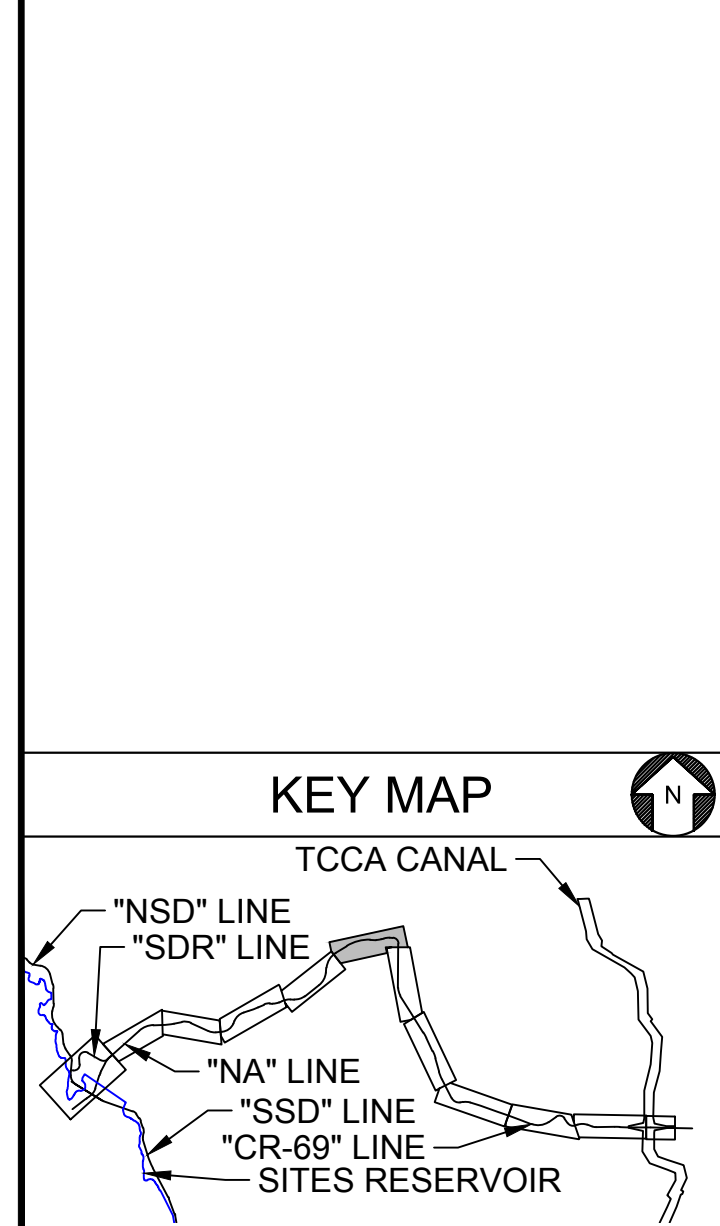 KEY MAP
N
TCCA CANAL
"NSD" LINE
"SDR" LINE
"NA" LINE
"SSD" LINE
"CR-69" LINE
SITES RESERVOIR